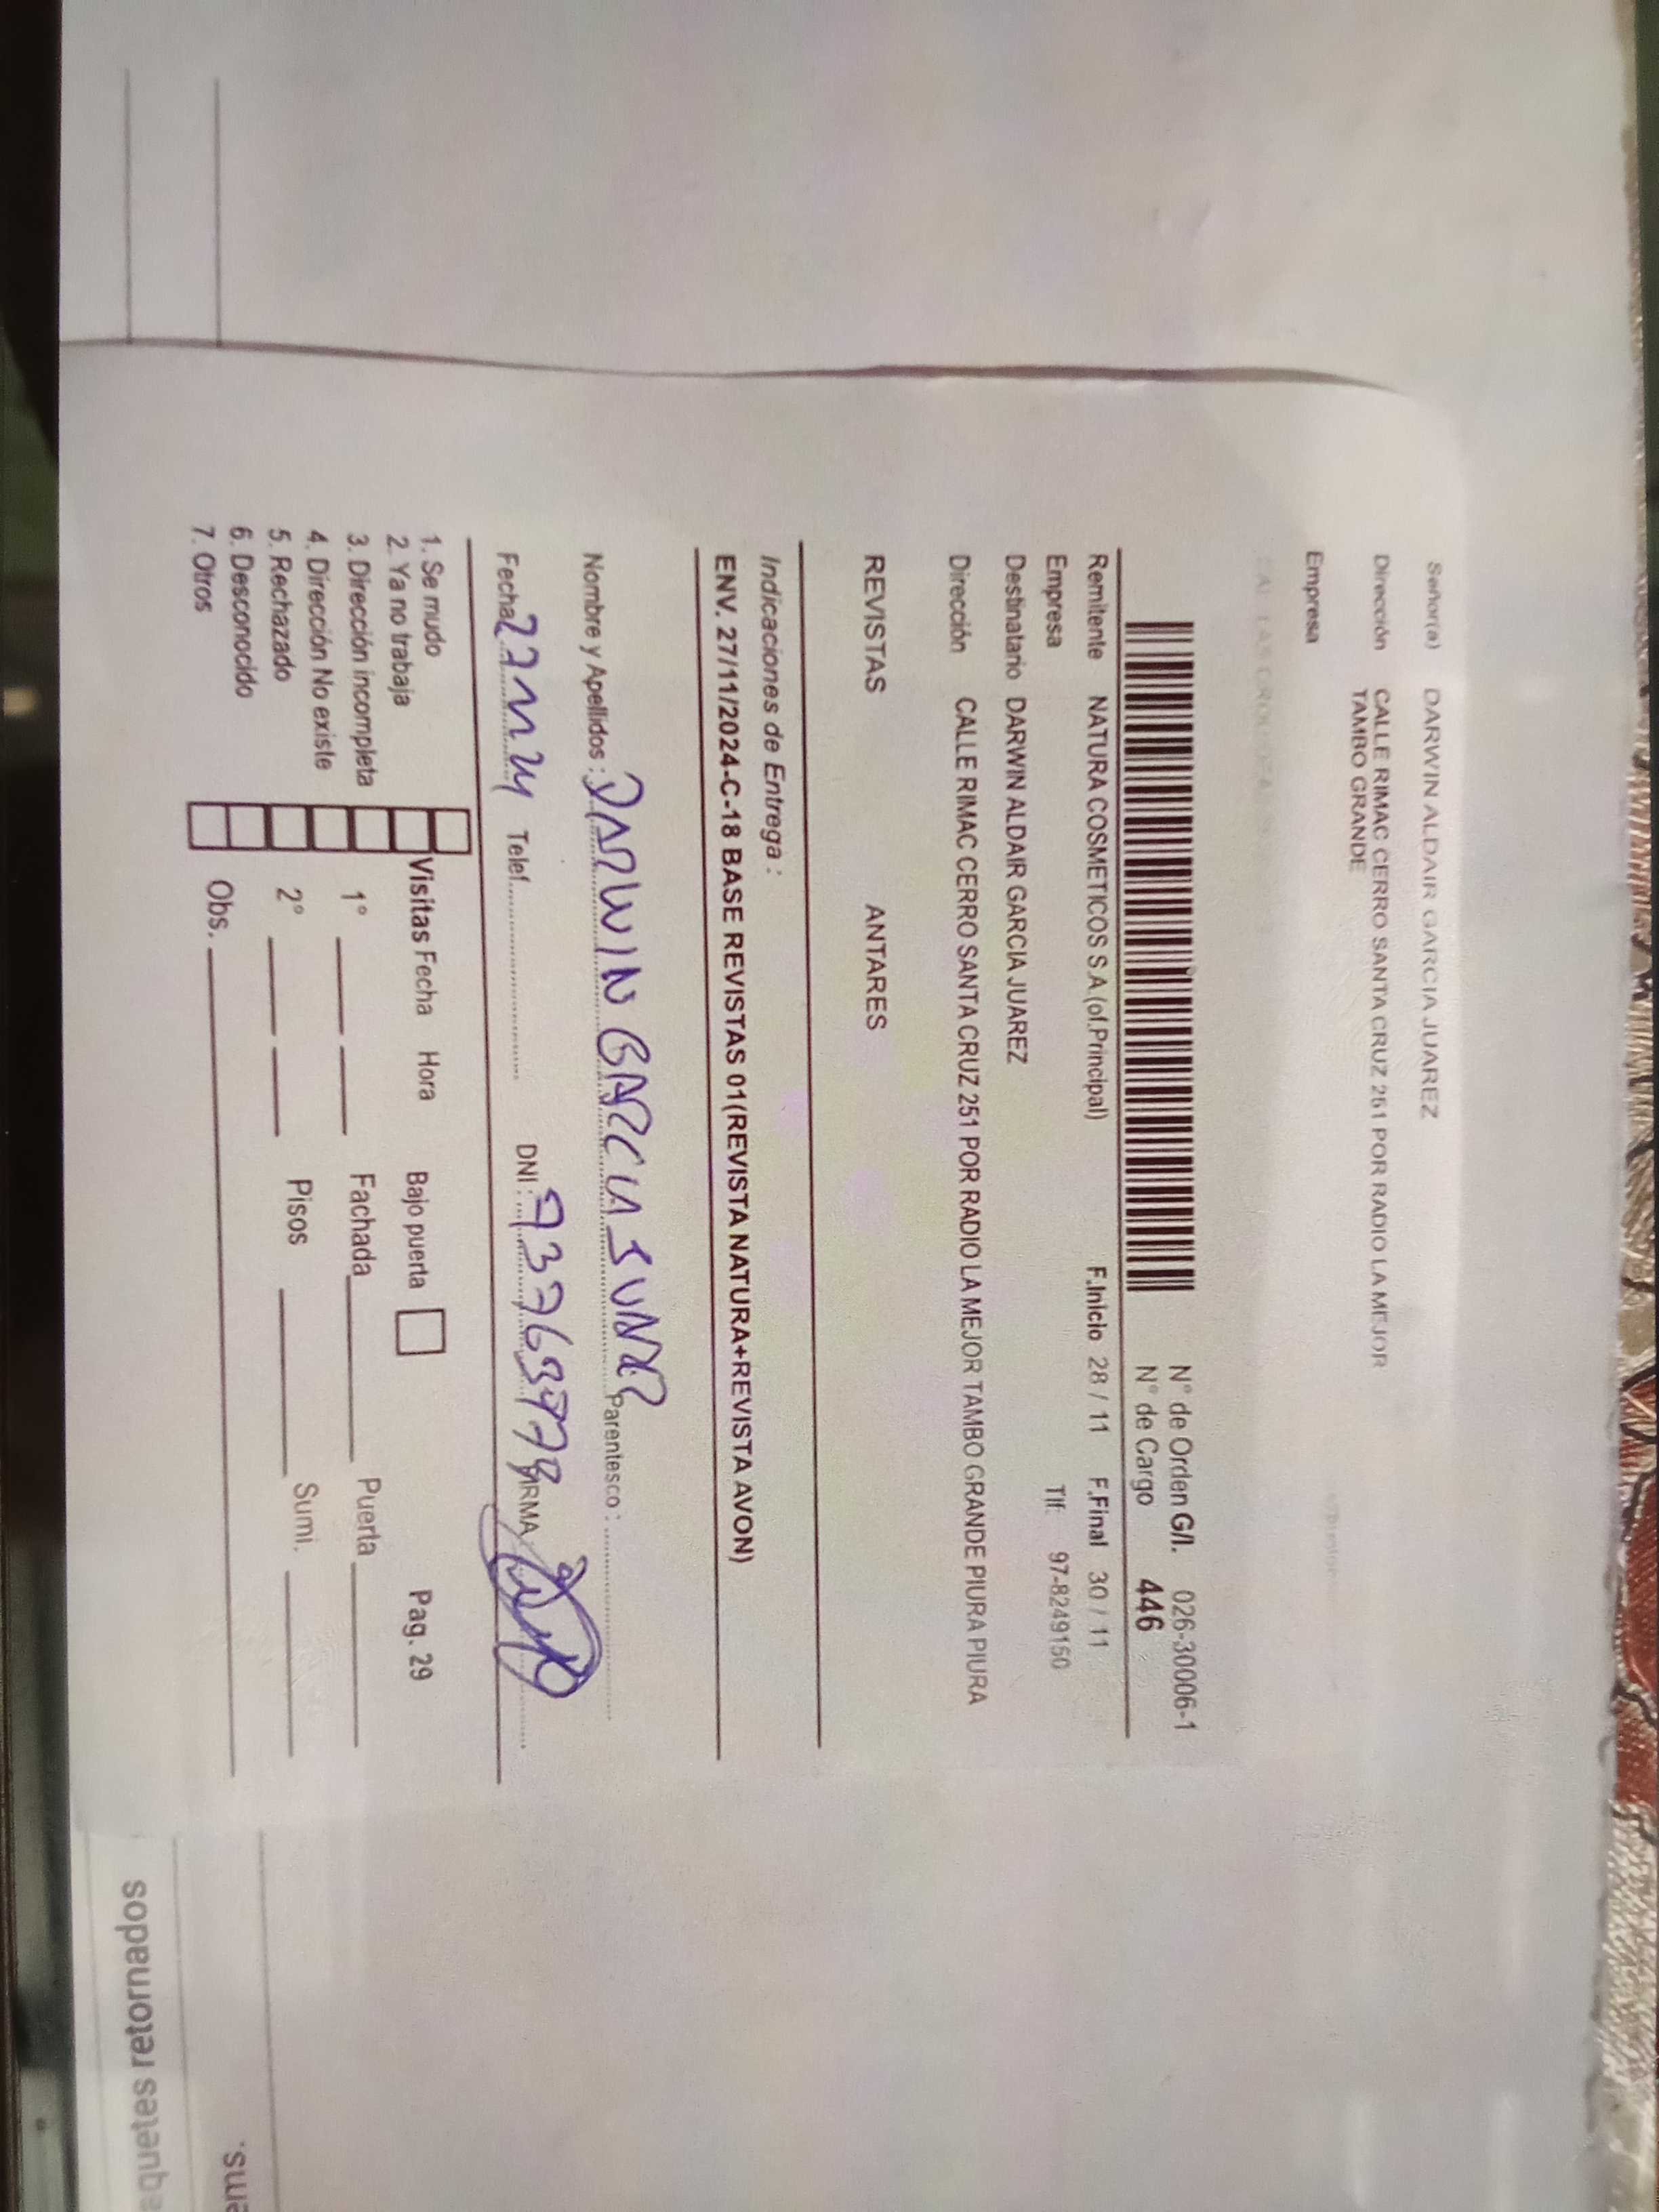 Señor(a) DARWIN ALDAIR GARCIA JUAREZ
Dirección CALLE RIMAC CERRO SANTA CRUZ 251 POR RADIO LA MEJOR
TAMBO GRANDE
Empresa
N° de Orden G/l. 026-30006-1
N° de Cargo 446
Remitente NATURA COSMETICOS S.A.(of.Principal) F.Inicio 28 / 11 F.Final 30 / 11
Empresa Tlf: 97-8249150
Destinatario DARWIN ALDAIR GARCIA JUAREZ
Dirección CALLE RIMAC CERRO SANTA CRUZ 251 POR RADIO LA MEJOR TAMBO GRANDE PIURA PIURA
REVISTAS ANTARES
Indicaciones de Entrega :
ENV. 27/11/2024-C-18 BASE REVISTAS 01(REVISTA NATURA+REVISTA AVON)
Nombre y Apellidos : DARWIN GARCIA Parentesco :
Fecha Telef. DNI : FIRMA
1. Se mudo
2. Ya no trabaja
3. Dirección incompleta
4. Dirección No existe
5. Rechazado
6. Desconocido
7. Otros
Visitas Fecha Hora Bajo puerta Pag. 29
1° Fachada Puerta
2° Pisos Sumi.
Obs.
retornados